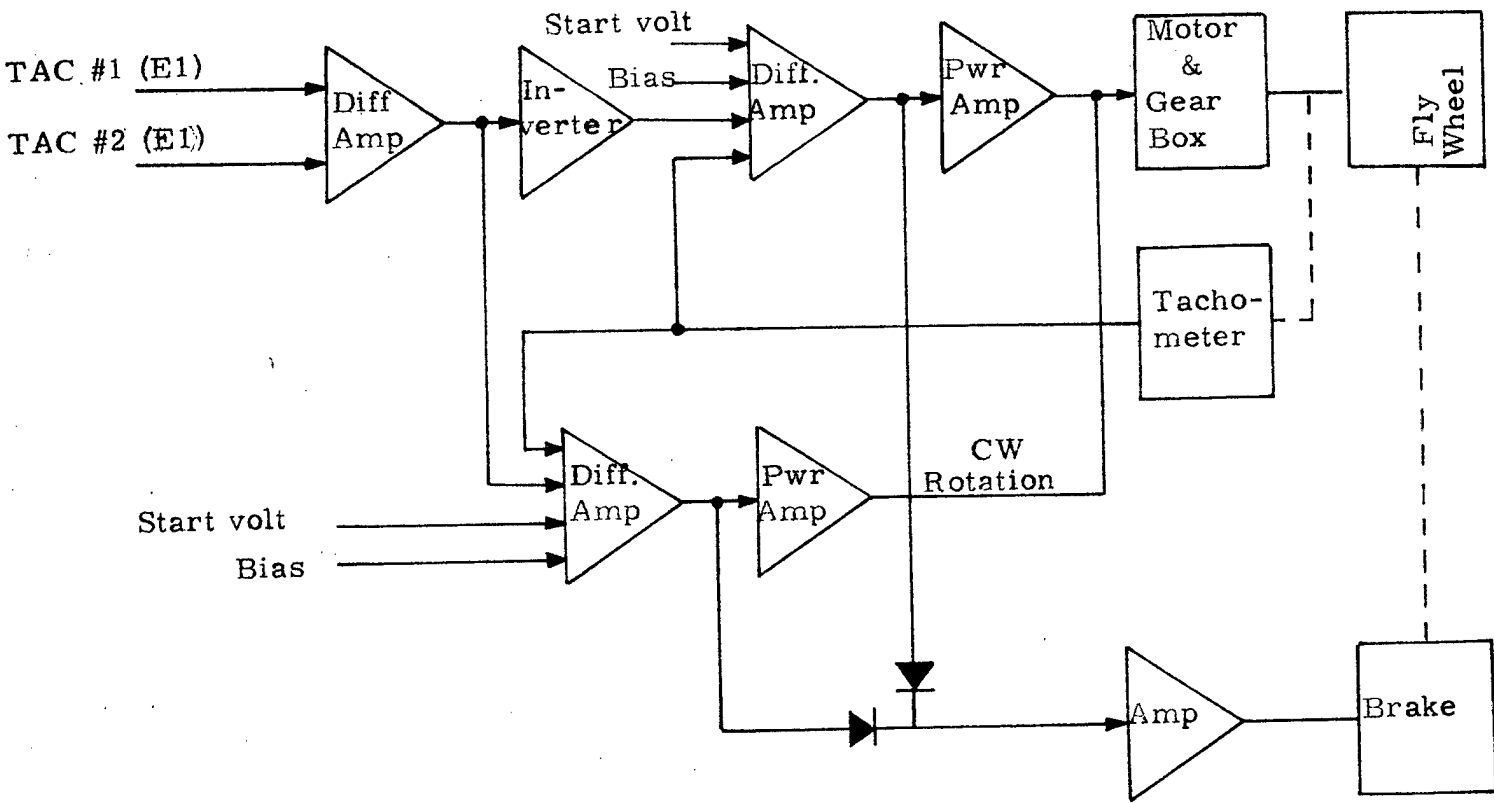 TAC #1 (E1)
TAC #2 (E1)
Diff
Amp
In-
verter
Start volt
Bias
Diff.
Amp
Pwr
Amp
Motor
&
Gear
Box
Fly
Wheel
Tacho-
meter
Diff.
Amp
Start volt
Bias
Pwr
Amp
CW
Rotation
Amp
Brake